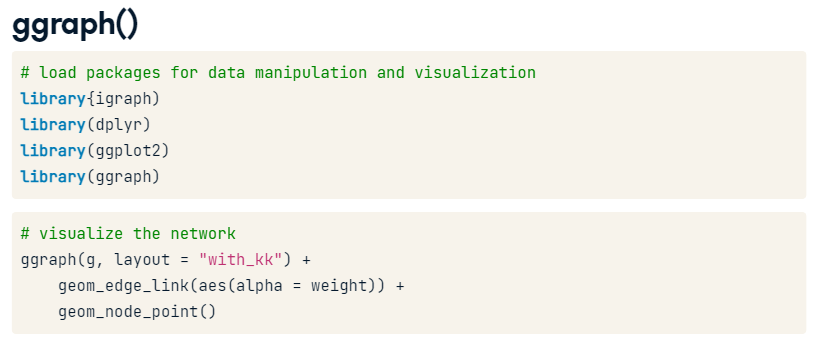 ggraph()
# load packages for data manipulation and visualization
library{igraph)
library(dplyr)
library(ggplot2)
library(ggraph)
# visualize the network
ggraph(g, layout = "with_kk") +
    geom_edge_link(aes(alpha = weight)) +
    geom_node_point()